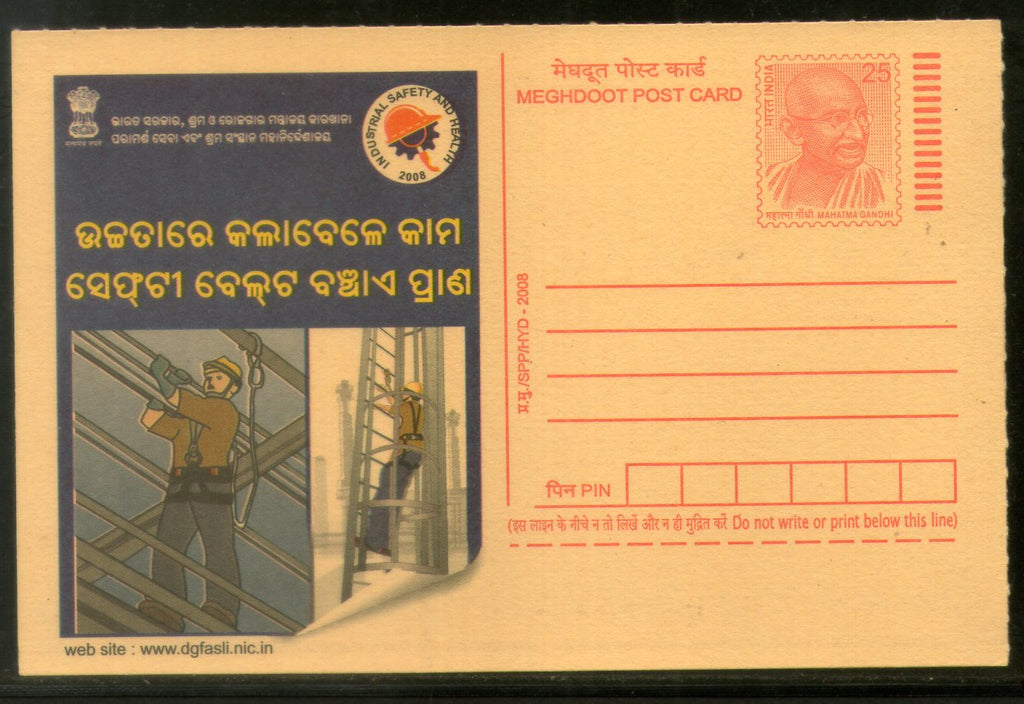 ଭାରତ ସରକାର, ଶ୍ରମ ଓ ରୋଜଗାର ମନ୍ତ୍ରାଳୟ କାରଖାନା
ପରାମର୍ଶ ସେବା ଏବଂ ଶ୍ରମ ସଂସ୍ଥାନ ମହାନିର୍ଦ୍ଦେଶାଳୟ
INDUSTRIAL SAFETY AND HEALTH
2008
ଉଚ୍ଚତାରେ କଲାବେଳେ କାମ
ସେଫ୍‌ଟୀ ବେଲ୍‌ଟ ବଞ୍ଚାଏ ପ୍ରାଣ
web site : www.dgfasli.nic.in
मेघदूत पोस्ट कार्ड
MEGHDOOT POST CARD
भारत INDIA
25
महात्मा गाँधी MAHATMA GANDHI
प्र.मु./SPP/HYD - 2008
पिन PIN
(इस लाइन के नीचे न तो लिखें और न ही मुद्रित करें Do not write or print below this line)